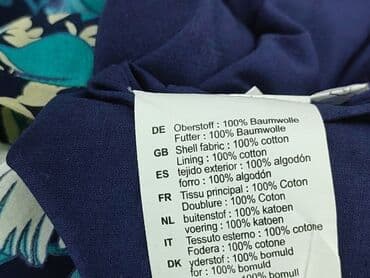 DE Oberstoff : 100% Baumwolle
Futter : 100% Baumwolle
GB Shell fabric : 100% cotton
Lining : 100% cotton
ES tejido exterior : 100% algodón
forro : 100% algodón
FR Tissu principal : 100% Coton
Doublure : 100% Coton
NL buitenstof : 100% katoen
voering : 100% katoen
IT Tessuto esterno : 100% cotone
Fodera : 100% cotone
DK yderstof : 100% bomuld
for : 100% bomuld